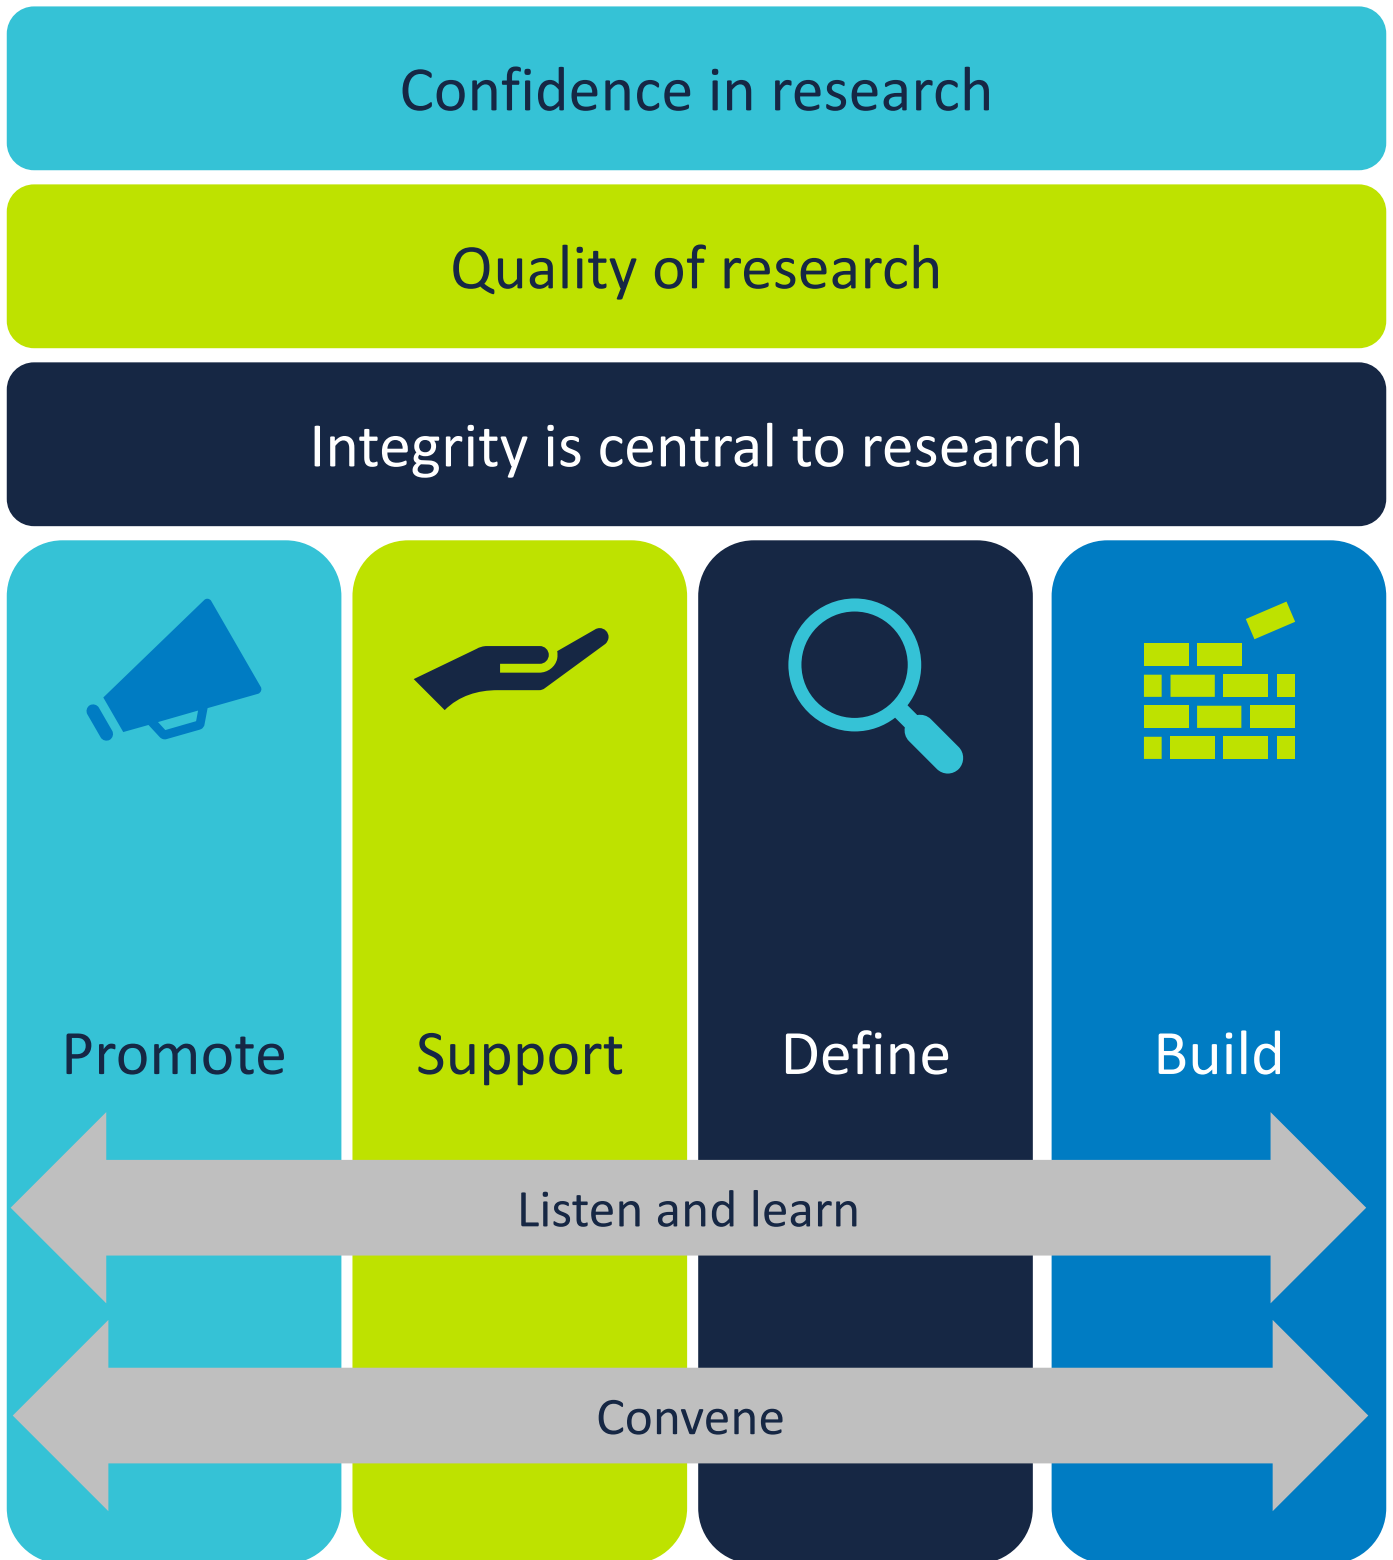 Confidence in research
Quality of research
Integrity is central to research
Promote
Support
Define
Build
Listen and learn
Convene